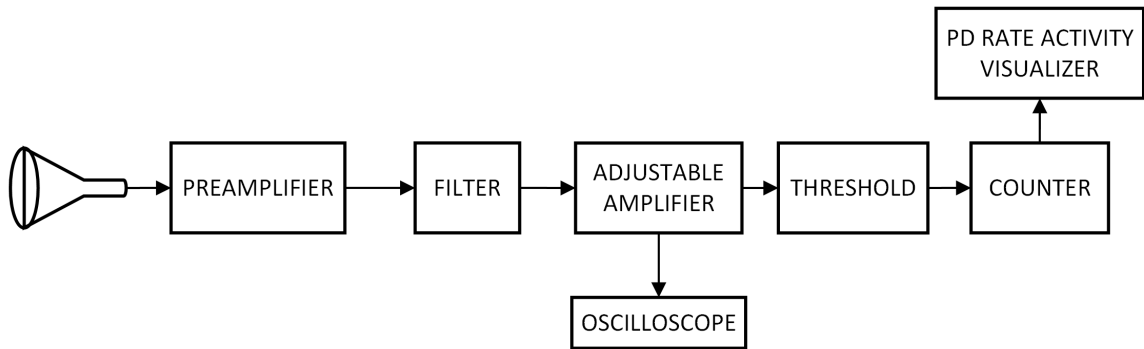 PD RATE ACTIVITY
VISUALIZER
PREAMPLIFIER
FILTER
ADJUSTABLE
AMPLIFIER
THRESHOLD
COUNTER
OSCILLOSCOPE